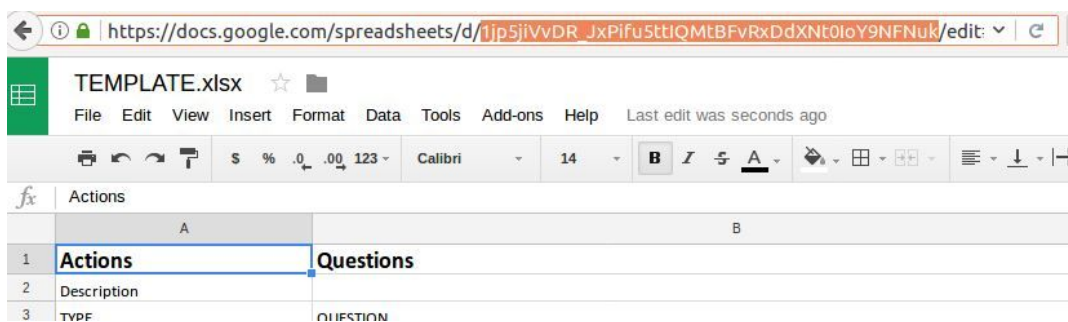 https://docs.google.com/spreadsheets/d/1jp5jiVvDR_JxPifu5ttIQMtBFvRxDdXNt0IoY9NFNuk/edit
TEMPLATE.xlsx
File Edit View Insert Format Data Tools Add-ons Help Last edit was seconds ago
$ % .0 .00 123 Calibri 14 B I S A
fx Actions
A B
1 Actions Questions
2 Description
3 TYPE QUESTION